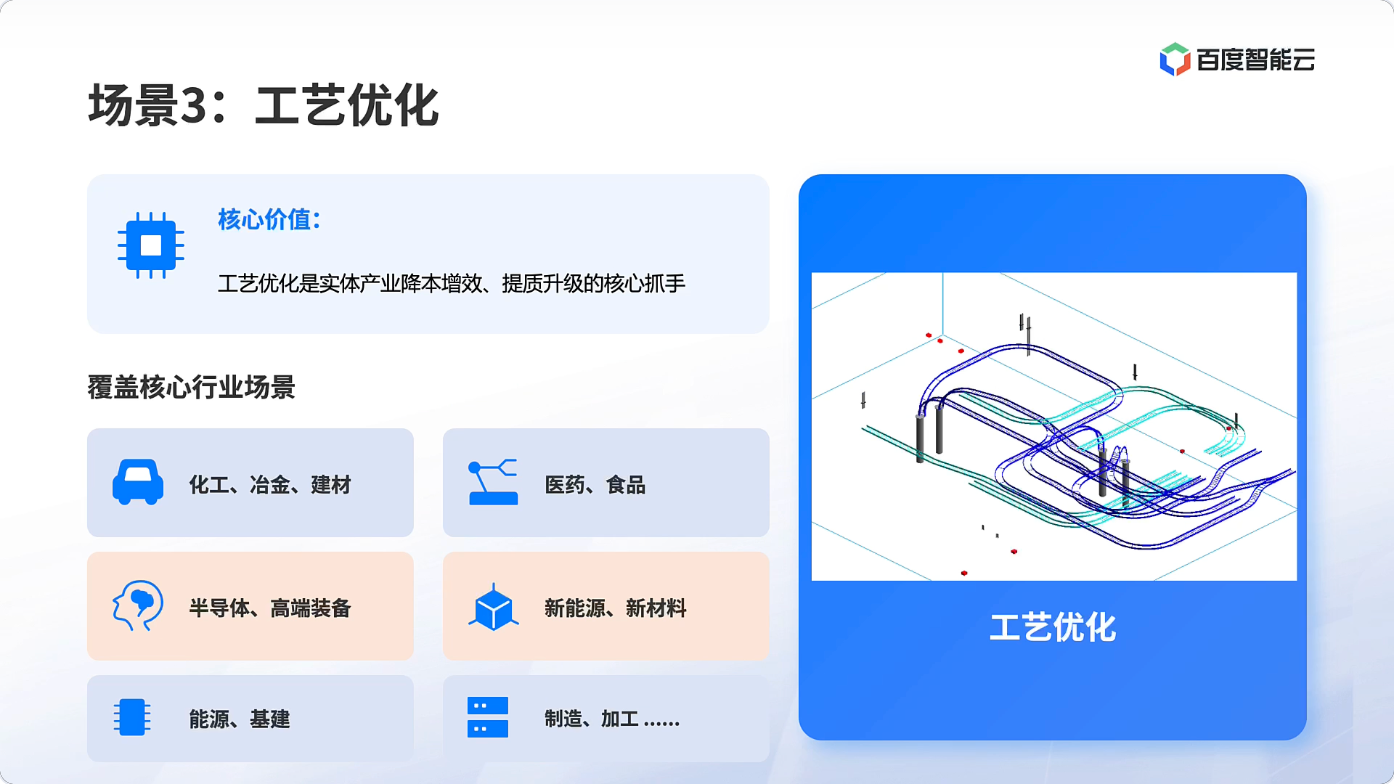 百度智能云
场景3：工艺优化
核心价值：
工艺优化是实体产业降本增效、提质升级的核心抓手
覆盖核心行业场景
化工、冶金、建材
医药、食品
半导体、高端装备
新能源、新材料
能源、基建
制造、加工 ......
工艺优化